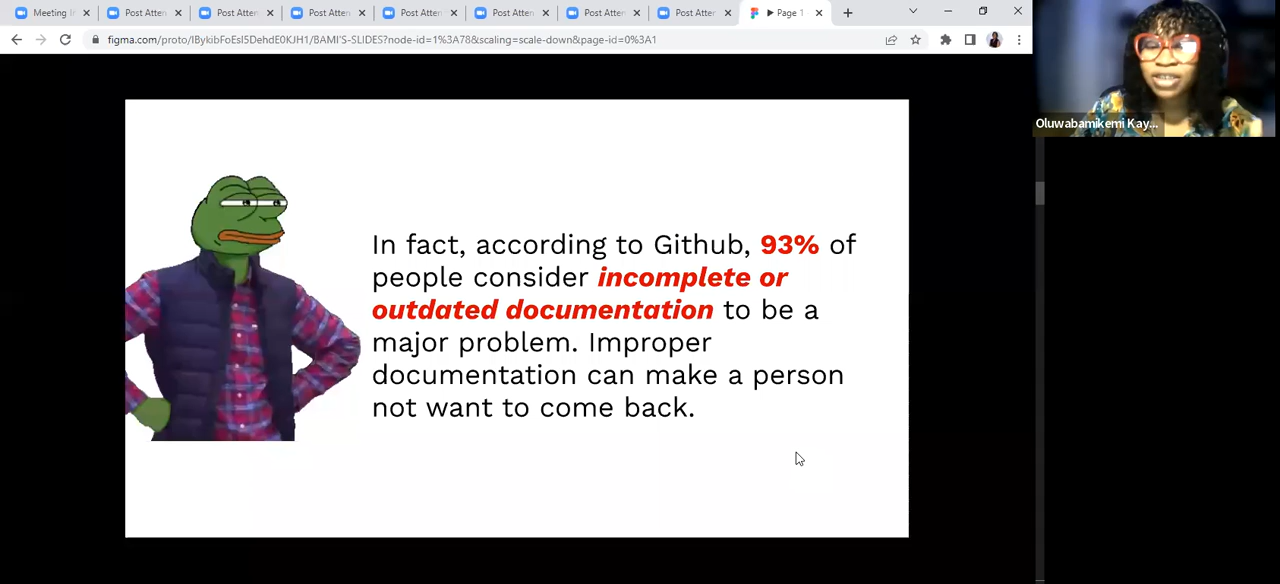 Meeting I
Post Atten
Post Atten
Post Atten
Post Atten
Post Atten
Post Atten
Post Atten
Page 1
figma.com/proto/IBykibFoEsI5DehdE0KJH1/BAMI'S-SLIDES?node-id=1%3A78&scaling=scale-down&page-id=0%3A1
Oluwabamikemi Kay...
In fact, according to Github, 93% of
people consider incomplete or
outdated documentation to be a
major problem. Improper
documentation can make a person
not want to come back.